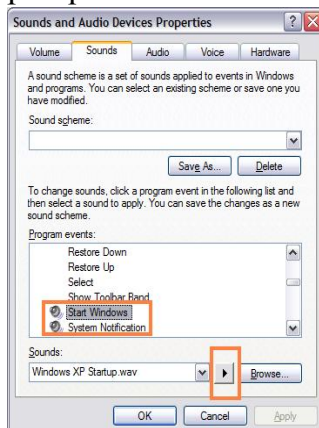 Sounds and Audio Devices Properties
Volume Sounds Audio Voice Hardware
A sound scheme is a set of sounds applied to events in Windows
and programs. You can select an existing scheme or save one you
have modified.
Sound scheme:
Save As... Delete
To change sounds, click a program event in the following list and
then select a sound to apply. You can save the changes as a new
sound scheme.
Program events:
Restore Down
Restore Up
Select
Show Toolbar Band
Start Windows
System Notification
Sounds:
Windows XP Startup.wav Browse...
OK Cancel Apply